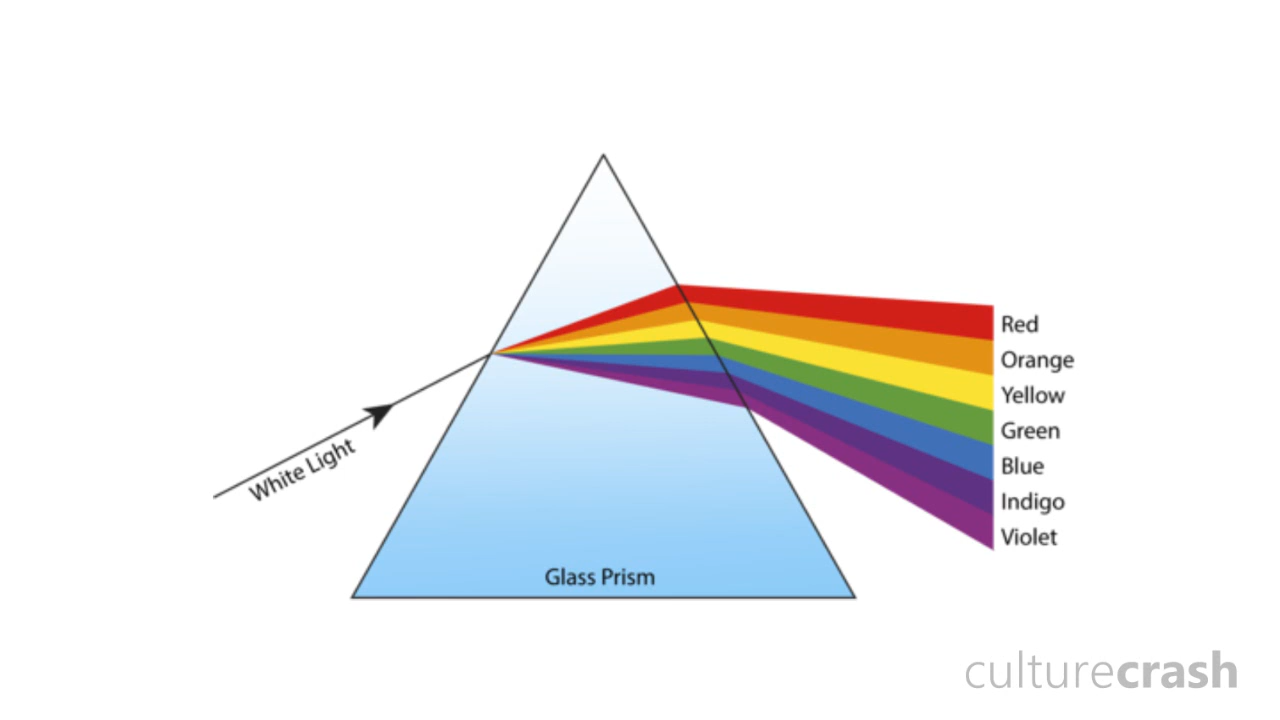 White Light
Red
Orange
Yellow
Green
Blue
Indigo
Violet
Glass Prism
culturecrash